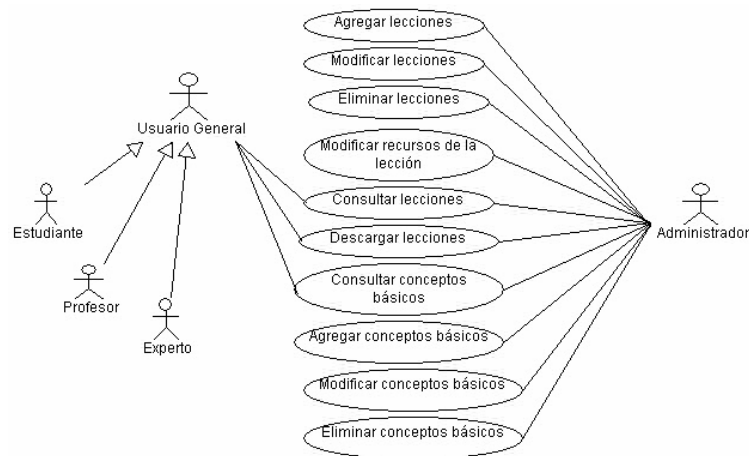 Agregar lecciones
Modificar lecciones
Eliminar lecciones
Usuario General
Modificar recursos de la
lección
Consultar lecciones
Estudiante
Descargar lecciones
Administrador
Consultar conceptos
básicos
Profesor
Agregar conceptos básicos
Experto
Modificar conceptos básicos
Eliminar conceptos básicos